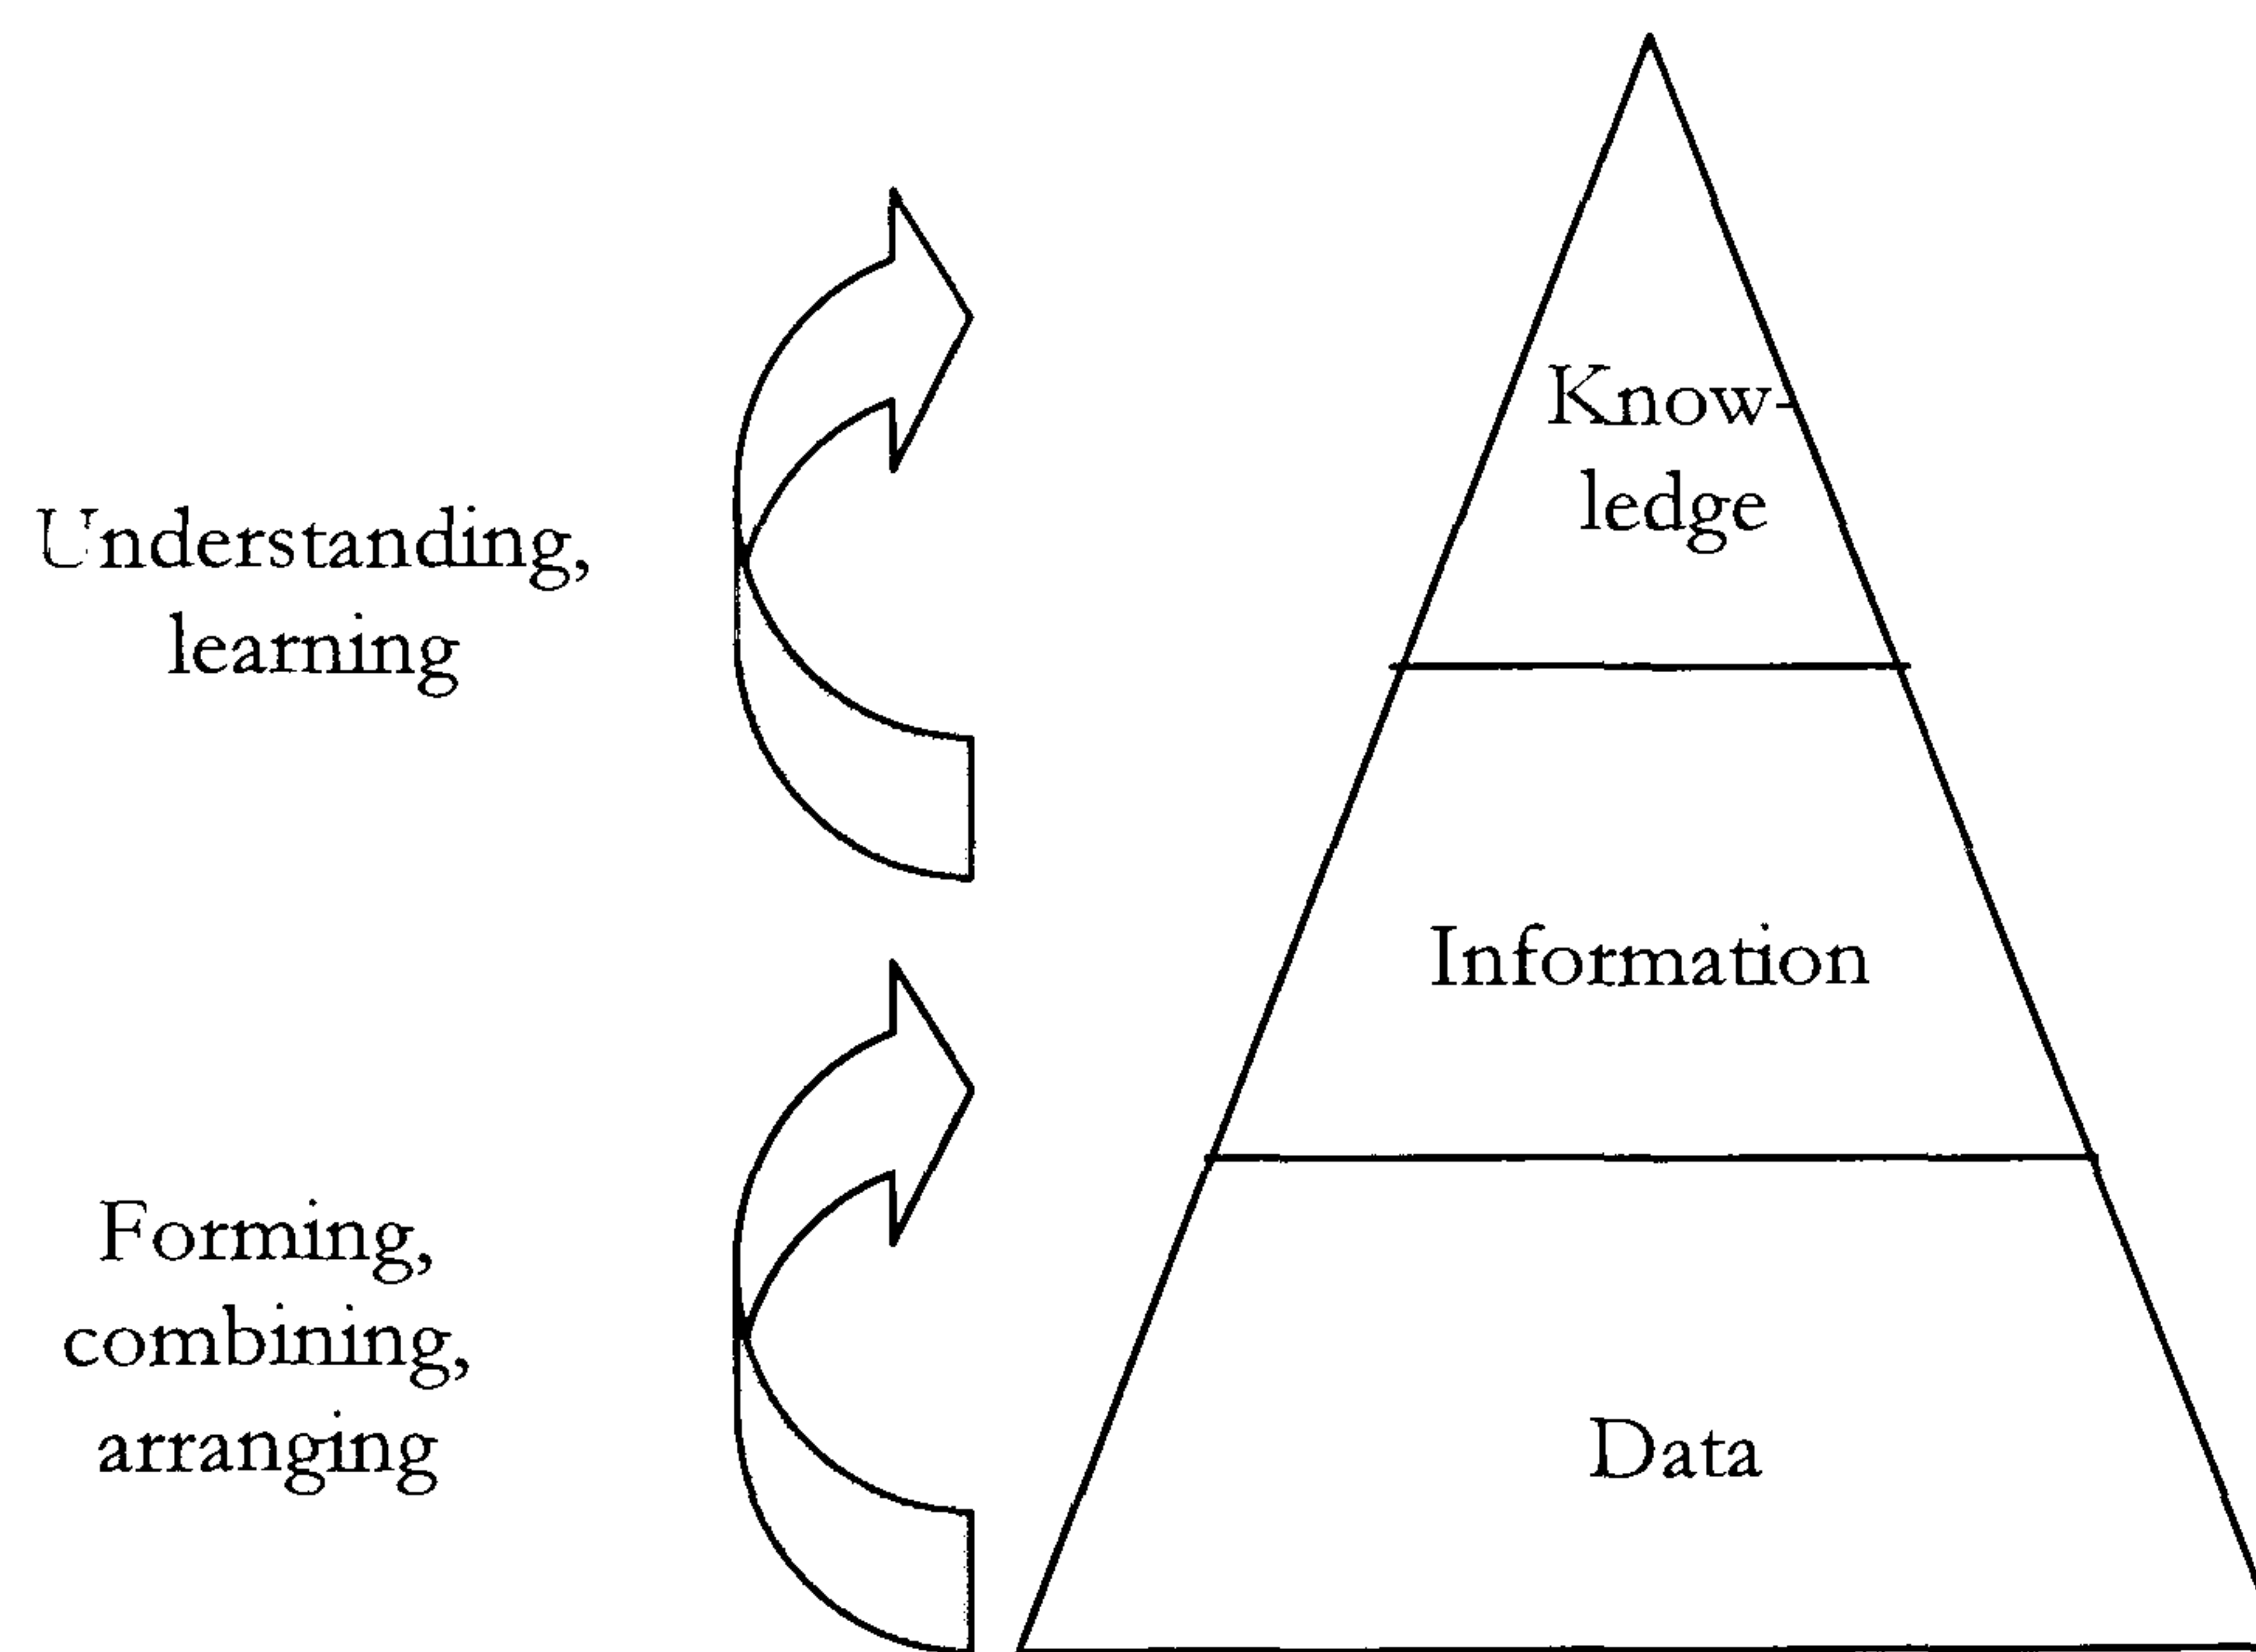 Know-
ledge
Understanding,
learning
Information
Forming,
combining,
arranging
Data